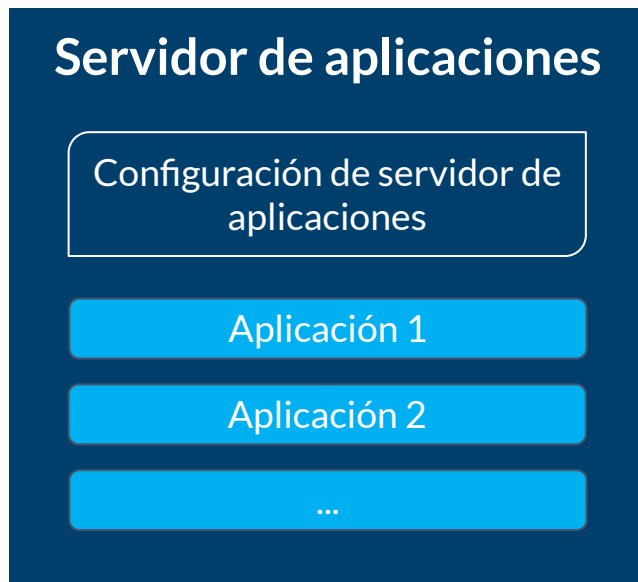 Servidor de aplicaciones
Configuración de servidor de
aplicaciones
Aplicación 1
Aplicación 2
...